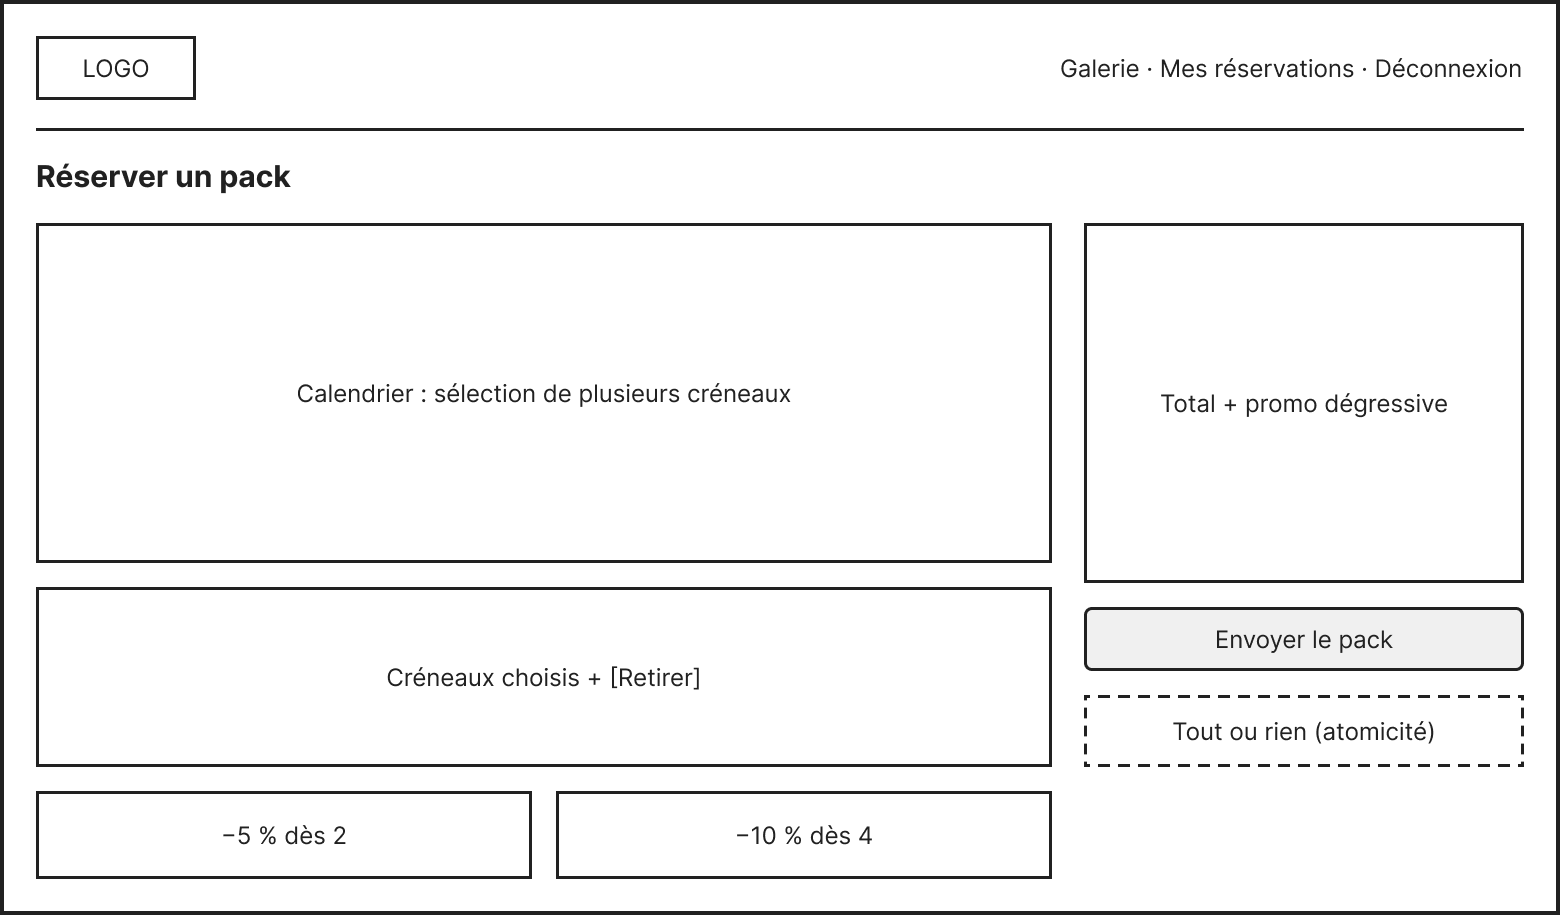 LOGO
Galerie · Mes réservations · Déconnexion
Réserver un pack
Calendrier : sélection de plusieurs créneaux
Total + promo dégressive
Créneaux choisis + [Retirer]
Envoyer le pack
Tout ou rien (atomicité)
−5 % dès 2
−10 % dès 4